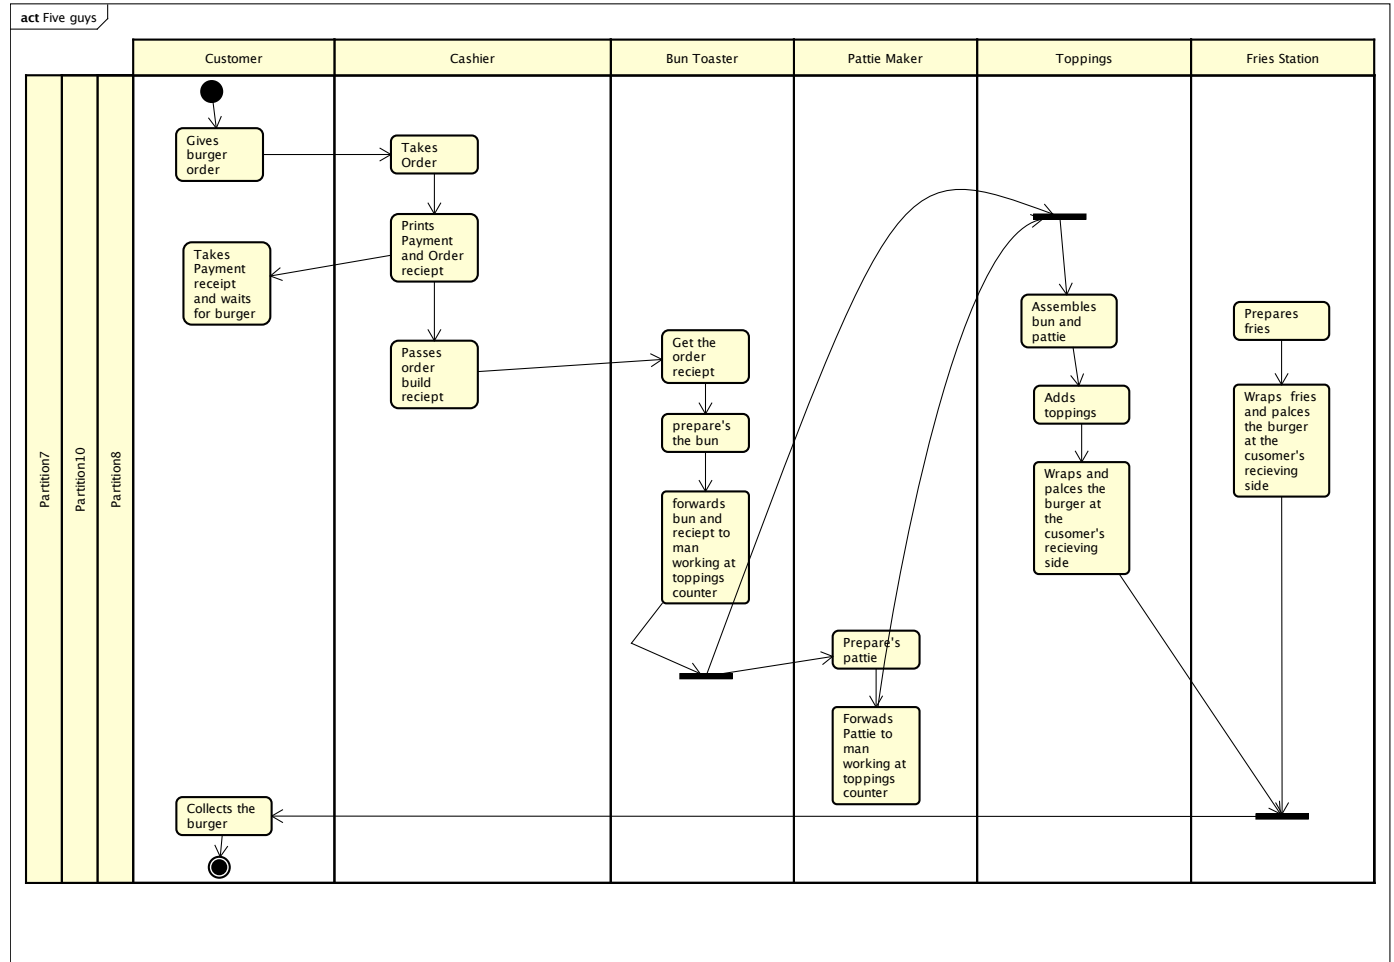 act Five guys
Customer
Cashier
Bun Toaster
Pattie Maker
Toppings
Fries Station
Partition7
Partition10
Partition8
Gives
burger
order
Takes
Order
Prints
Payment
and Order
reciept
Takes
Payment
receipt
and waits
for burger
Passes
order
build
reciept
Get the
order
reciept
prepare's
the bun
forwards
bun and
reciept to
man
working at
toppings
counter
Prepare's
pattie
Forwads
Pattie to
man
working at
toppings
counter
Assembles
bun and
pattie
Adds
toppings
Wraps and
palces the
burger at
the
cusomer's
recieving
side
Prepares
fries
Wraps  fries
and palces
the burger
at the
cusomer's
recieving
side
Collects the
burger